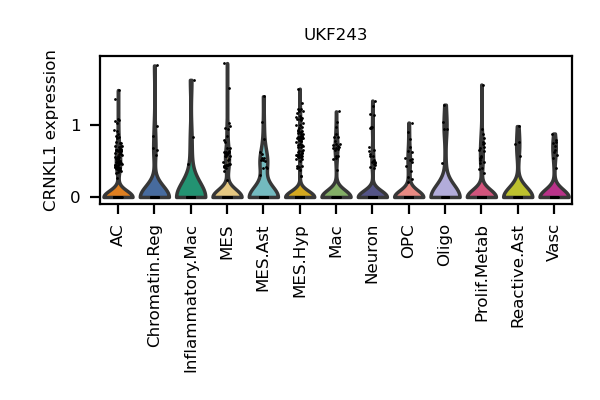 UKF243
CRNKL1 expression
1
0
AC
Chromatin.Reg
Inflammatory.Mac
MES
MES.Ast
MES.Hyp
Mac
Neuron
OPC
Oligo
Prolif.Metab
Reactive.Ast
Vasc